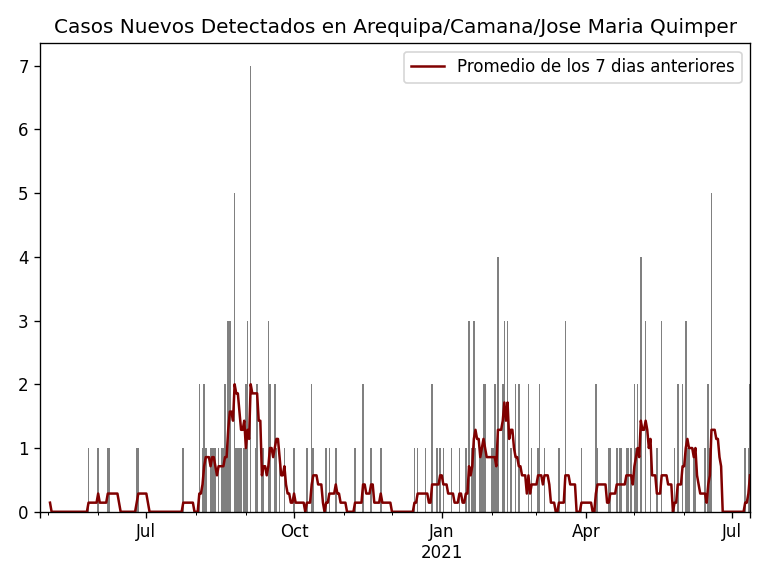 Casos Nuevos Detectados en Arequipa/Camana/Jose Maria Quimper
Promedio de los 7 dias anteriores
7
6
5
4
3
2
1
0
Jul
Oct
Jan
Apr
Jul
2021